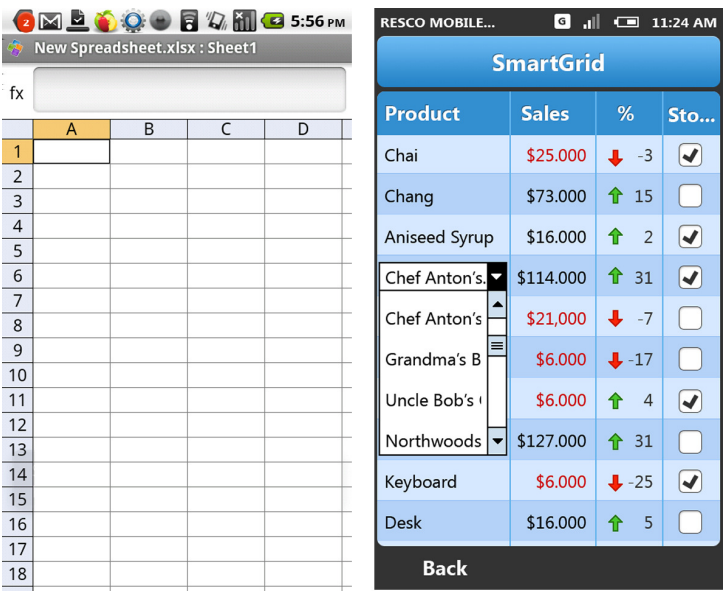 2 5:56 PM
New Spreadsheet.xlsx : Sheet1
fx
A B C D
1
2
3
4
5
6
7
8
9
10
11
12
13
14
15
16
17
18
RESCO MOBILE... G 11:24 AM
SmartGrid
Product Sales % Sto...
Chai $25.000 -3
Chang $73.000 15
Aniseed Syrup $16.000 2
Chef Anton's. $114.000 31
Chef Anton's $21,000 -7
Grandma's B $6.000 -17
Uncle Bob's $6.000 4
Northwoods $127.000 31
Keyboard $6.000 -25
Desk $16.000 5
Back